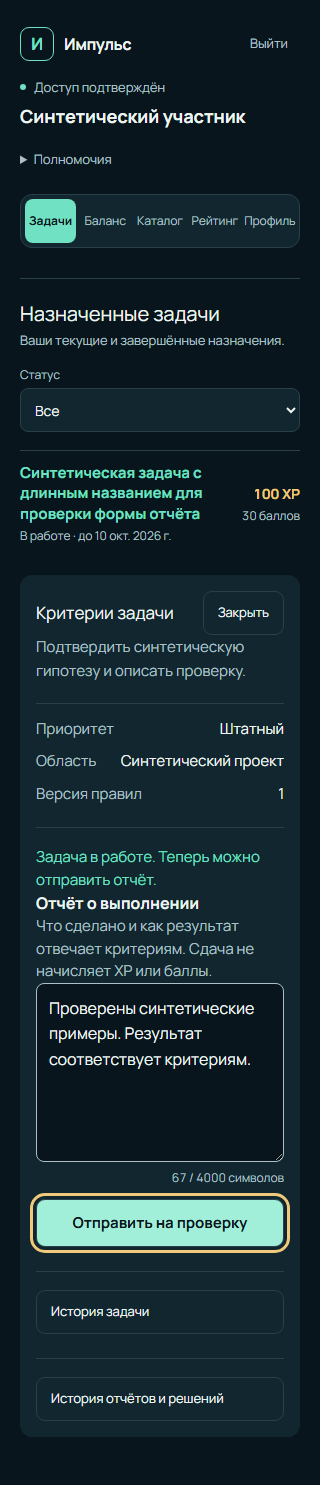 И Импульс Выйти
Доступ подтверждён
Синтетический участник
Полномочия
Задачи Баланс Каталог Рейтинг Профиль
Назначенные задачи
Ваши текущие и завершённые назначения.
Статус
Все
Синтетическая задача с
длинным названием для
проверки формы отчёта
100 XP
30 баллов
В работе · до 10 окт. 2026 г.
Критерии задачи Закрыть
Подтвердить синтетическую
гипотезу и описать проверку.
Приоритет Штатный
Область Синтетический проект
Версия правил 1
Задача в работе. Теперь можно
отправить отчёт.
Отчёт о выполнении
Что сделано и как результат
отвечает критериям. Сдача не
начисляет XP или баллы.
Проверены синтетические
примеры. Результат
соответствует критериям.
67 / 4000 символов
Отправить на проверку
История задачи
История отчётов и решений